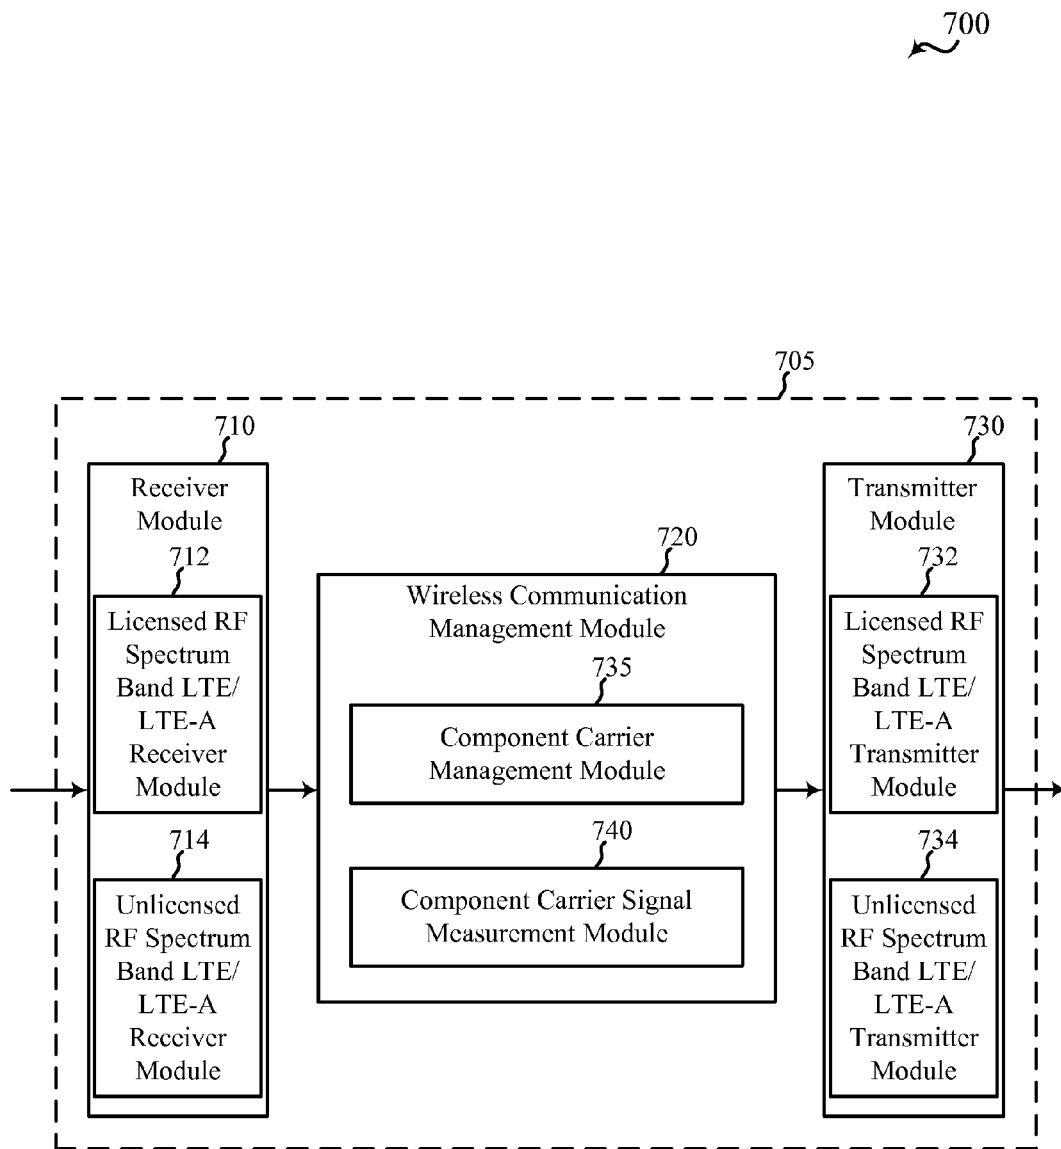 700
705
710
Receiver
Module
712
Licensed RF
Spectrum
Band LTE/
LTE-A
Receiver
Module
714
Unlicensed
RF Spectrum
Band LTE/
LTE-A
Receiver
Module
720
Wireless Communication
Management Module
735
Component Carrier
Management Module
740
Component Carrier Signal
Measurement Module
730
Transmitter
Module
732
Licensed RF
Spectrum
Band LTE/
LTE-A
Transmitter
Module
734
Unlicensed
RF Spectrum
Band LTE/
LTE-A
Transmitter
Module